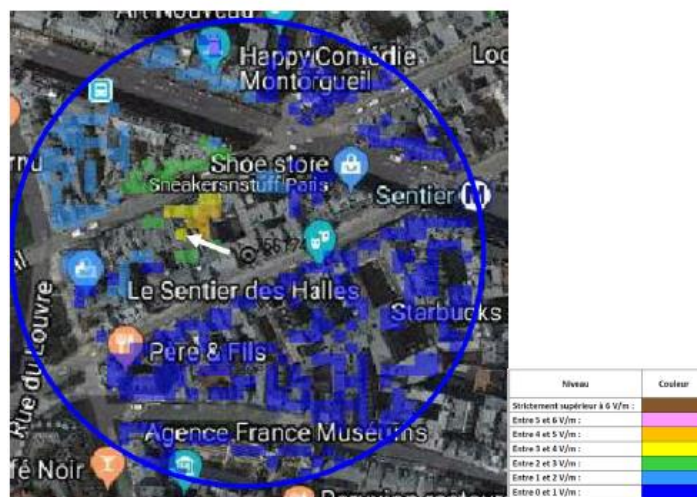 Art Nouveau
Happy Comédie
Montorgueil
Shoe store
Sneakersnstuff Paris
Sentier M
Le Sentier des Halles
Starbucks
Rue du Louvre
Père & Fils
Agence France Muséums
fé Noir
Niveau Couleur
Strictement supérieur à 6 V/m :
Entre 5 et 6 V/m :
Entre 4 et 5 V/m :
Entre 3 et 4 V/m :
Entre 2 et 3 V/m :
Entre 1 et 2 V/m :
Entre 0 et 1 V/m :